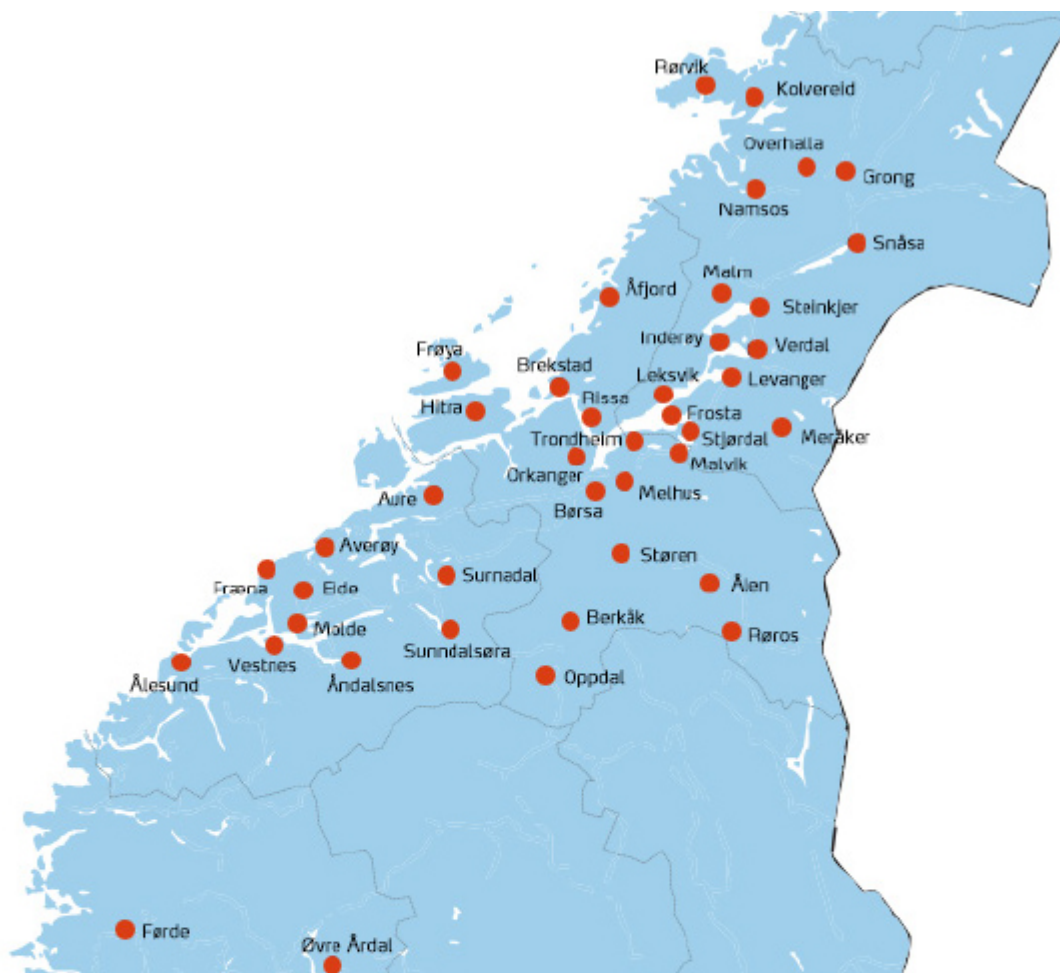 Rørvik
Kolvereid
Overhalla
Grong
Namsos
Snåsa
Malm
Åfjord
Steinkjer
Inderøy
Verdal
Frøya
Brekstad
Leksvik
Levanger
Rissa
Hitra
Frosta
Trondheim
Stjørdal
Meråker
Malvik
Orkanger
Melhus
Aure
Børsa
Averøy
Støren
Surnadal
Fræna
Eide
Ålen
Molde
Berkåk
Røros
Sunndalsøra
Vestnes
Åndalsnes
Oppdal
Ålesund
Førde
Øvre Årdal